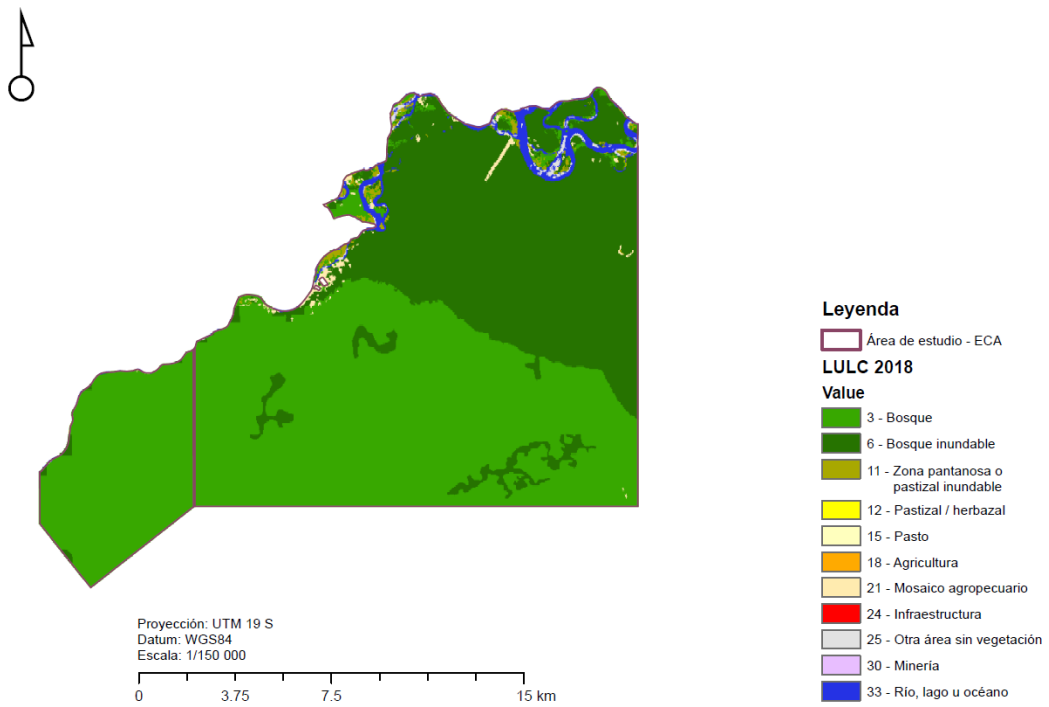 Leyenda
Área de estudio - ECA
LULC 2018
Value
3 - Bosque
6 - Bosque inundable
11 - Zona pantanosa o
pastizal inundable
12 - Pastizal / herbazal
15 - Pasto
18 - Agricultura
21 - Mosaico agropecuario
24 - Infraestructura
25 - Otra área sin vegetación
30 - Minería
33 - Río, lago u océano
Proyección: UTM 19 S
Datum: WGS84
Escala: 1/150 000
0 3.75 7.5 15 km